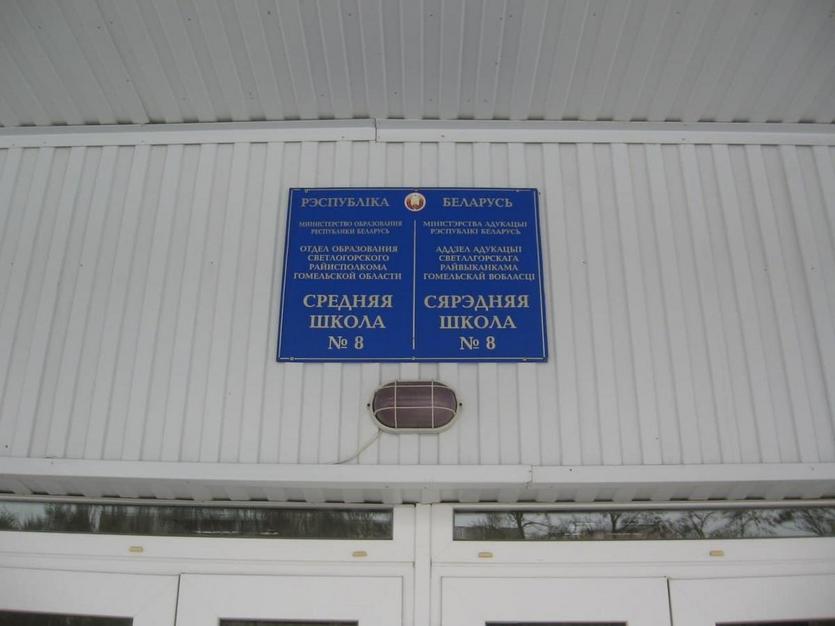 РЭСПУБЛІКА БЕЛАРУСЬ
МИНИСТЕРСТВО ОБРАЗОВАНИЯ
РЕСПУБЛИКИ БЕЛАРУСЬ
ОТДЕЛ ОБРАЗОВАНИЯ
СВЕТЛОГОРСКОГО
РАЙИСПОЛКОМА
ГОМЕЛЬСКОЙ ОБЛАСТИ
СРЕДНЯЯ
ШКОЛА
№ 8
МІНІСТЭРСТВА АДУКАЦЫІ
РЭСПУБЛІКІ БЕЛАРУСЬ
АДДЗЕЛ АДУКАЦЫІ
СВЕТЛАГОРСКАГА
РАЙВЫКАНКАМА
ГОМЕЛЬСКАЙ ВОБЛАСЦІ
СЯРЭДНЯЯ
ШКОЛА
№ 8